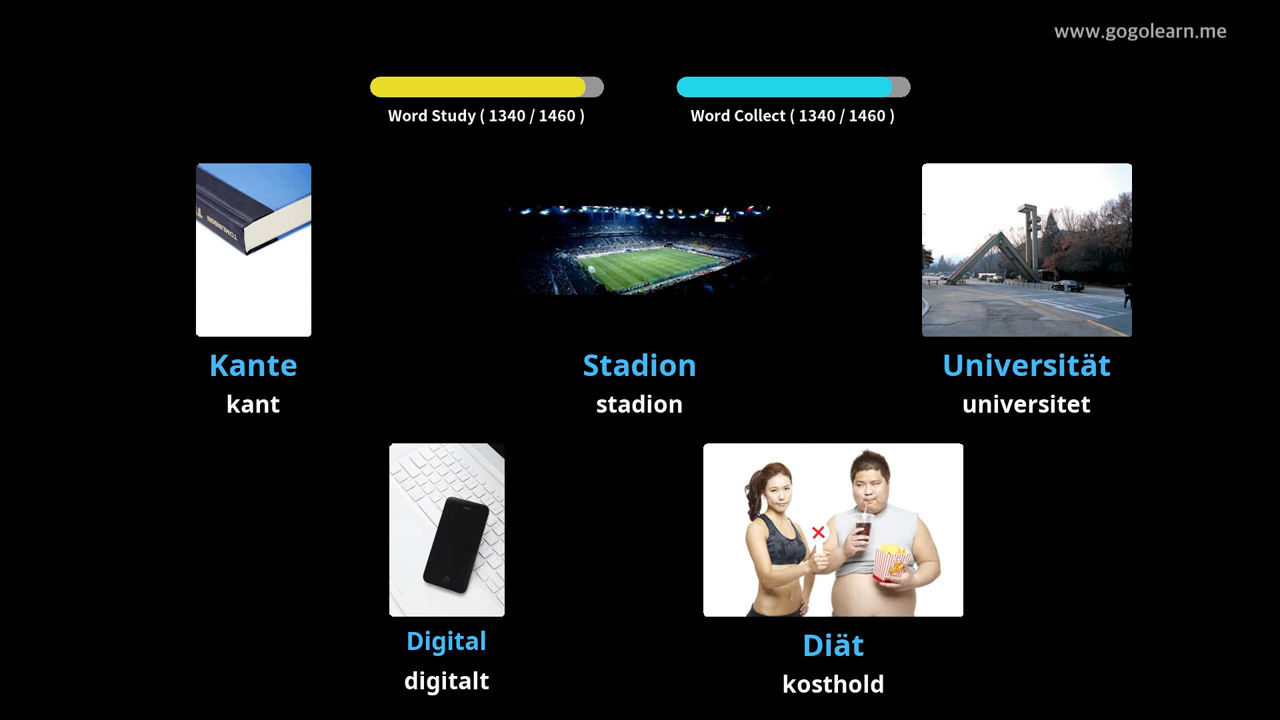 www.gogolearn.me
Word Study ( 1340 / 1460 )
Word Collect ( 1340 / 1460 )
TOMLINSON
Kante
kant
Stadion
stadion
Universität
universitet
Digital
digitalt
Diät
kosthold